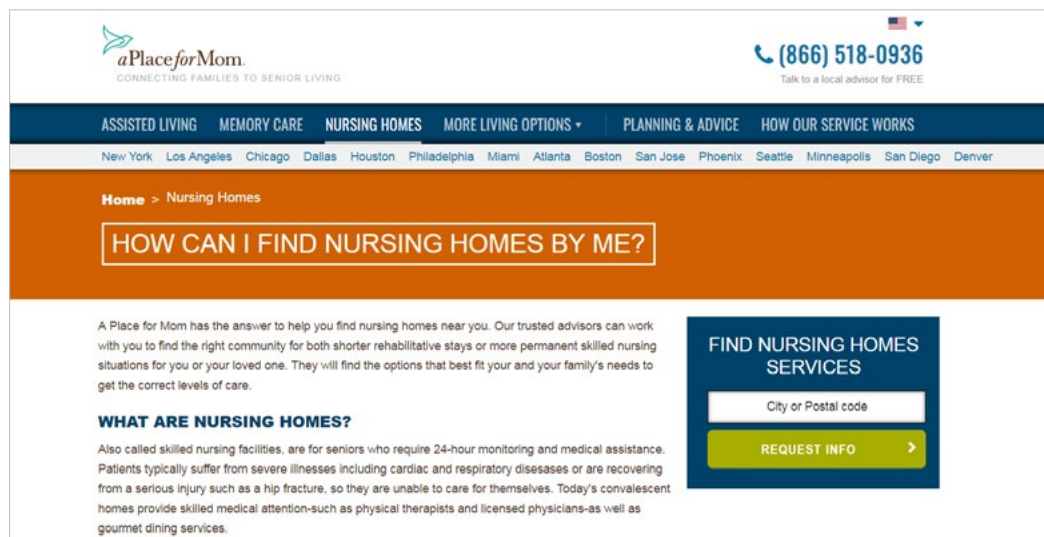 aPlaceforMom.
CONNECTING FAMILIES TO SENIOR LIVING
(866) 518-0936
Talk to a local advisor for FREE
ASSISTED LIVING MEMORY CARE NURSING HOMES MORE LIVING OPTIONS PLANNING & ADVICE HOW OUR SERVICE WORKS
New York Los Angeles Chicago Dallas Houston Philadelphia Miami Atlanta Boston San Jose Phoenix Seattle Minneapolis San Diego Denver
Home > Nursing Homes
HOW CAN I FIND NURSING HOMES BY ME?
A Place for Mom has the answer to help you find nursing homes near you. Our trusted advisors can work
with you to find the right community for both shorter rehabilitative stays or more permanent skilled nursing
situations for you or your loved one. They will find the options that best fit your and your family's needs to
get the correct levels of care.
WHAT ARE NURSING HOMES?
Also called skilled nursing facilities, are for seniors who require 24-hour monitoring and medical assistance.
Patients typically suffer from severe illnesses including cardiac and respiratory disesases or are recovering
from a serious injury such as a hip fracture, so they are unable to care for themselves. Today's convalescent
homes provide skilled medical attention-such as physical therapists and licensed physicians-as well as
gourmet dining services.
FIND NURSING HOMES
SERVICES
City or Postal code
REQUEST INFO